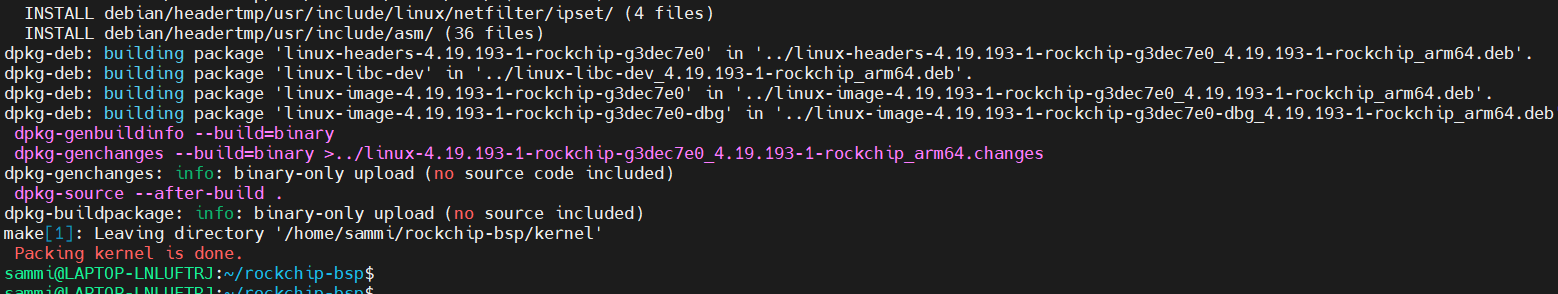 INSTALL debian/headertmp/usr/include/linux/netfilter/ipset/ (4 files)
INSTALL debian/headertmp/usr/include/asm/ (36 files)
dpkg-deb: building package 'linux-headers-4.19.193-1-rockchip-g3dec7e0' in '../linux-headers-4.19.193-1-rockchip-g3dec7e0_4.19.193-1-rockchip_arm64.deb'.
dpkg-deb: building package 'linux-libc-dev' in '../linux-libc-dev_4.19.193-1-rockchip_arm64.deb'.
dpkg-deb: building package 'linux-image-4.19.193-1-rockchip-g3dec7e0' in '../linux-image-4.19.193-1-rockchip-g3dec7e0_4.19.193-1-rockchip_arm64.deb'.
dpkg-deb: building package 'linux-image-4.19.193-1-rockchip-g3dec7e0-dbg' in '../linux-image-4.19.193-1-rockchip-g3dec7e0-dbg_4.19.193-1-rockchip_arm64.deb
dpkg-genbuildinfo --build=binary
dpkg-genchanges --build=binary >../linux-4.19.193-1-rockchip-g3dec7e0_4.19.193-1-rockchip_arm64.changes
dpkg-genchanges: info: binary-only upload (no source code included)
dpkg-source --after-build .
dpkg-buildpackage: info: binary-only upload (no source included)
make[1]: Leaving directory '/home/sammi/rockchip-bsp/kernel'
Packing kernel is done.
sammi@LAPTOP-LNLUFTRJ:~/rockchip-bsp$
sammi@LAPTOP-LNLUFTRJ:~/rockchip-bsp$